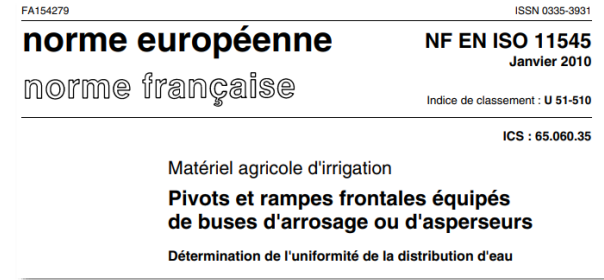 FA154279
ISSN 0335-3931
norme européenne
NF EN ISO 11545
Janvier 2010
norme française
Indice de classement : U 51-510
ICS : 65.060.35
Matériel agricole d'irrigation
Pivots et rampes frontales équipés
de buses d'arrosage ou d'asperseurs
Détermination de l'uniformité de la distribution d'eau